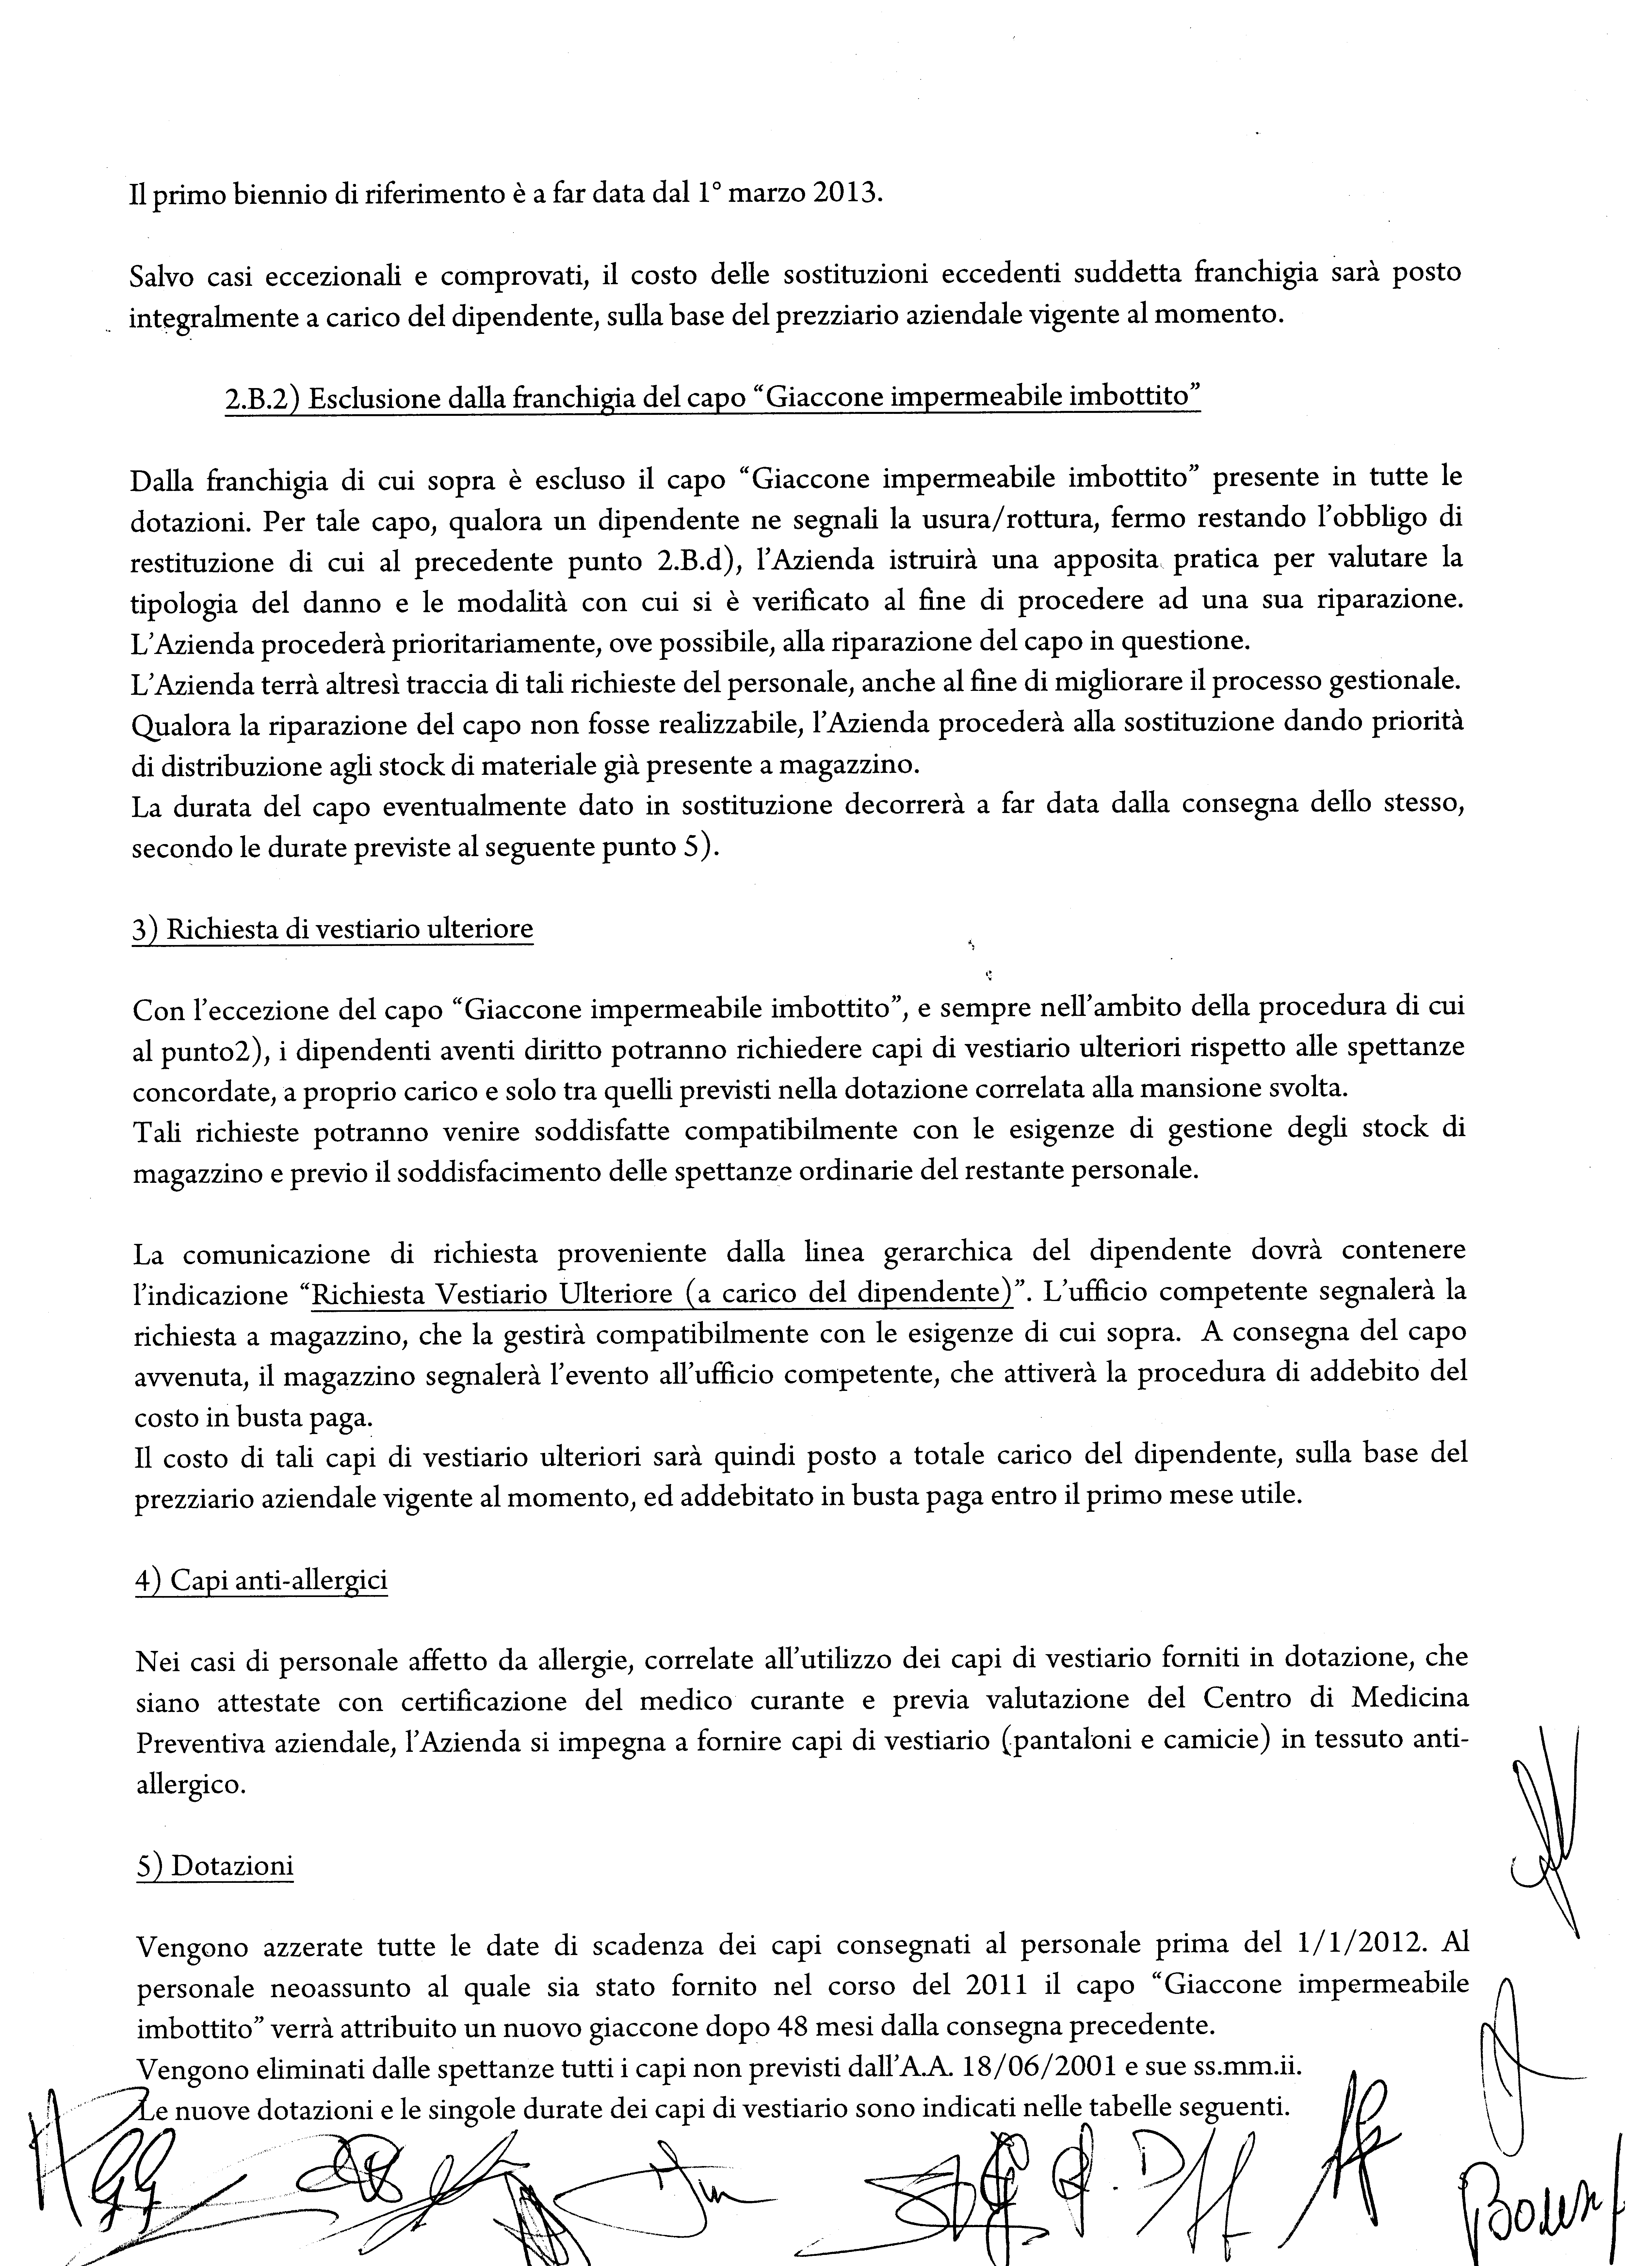 Il primo biennio di riferimento è a far data dal 1° marzo 2013.
Salvo casi eccezionali e comprovati, il costo delle sostituzioni eccedenti suddetta franchigia sarà posto
integralmente a carico del dipendente, sulla base del prezziario aziendale vigente al momento.
2.B.2) Esclusione dalla franchigia del capo “Giaccone impermeabile imbottito”
Dalla franchigia di cui sopra è escluso il capo “Giaccone impermeabile imbottito” presente in tutte le
dotazioni. Per tale capo, qualora un dipendente ne segnali la usura/rottura, fermo restando l’obbligo di
restituzione di cui al precedente punto 2.B.d), l’Azienda istruirà una apposita pratica per valutare la
tipologia del danno e le modalità con cui si è verificato al fine di procedere ad una sua riparazione.
L’Azienda procederà prioritariamente, ove possibile, alla riparazione del capo in questione.
L’Azienda terrà altresì traccia di tali richieste del personale, anche al fine di migliorare il processo gestionale.
Qualora la riparazione del capo non fosse realizzabile, l’Azienda procederà alla sostituzione dando priorità
di distribuzione agli stock di materiale già presente a magazzino.
La durata del capo eventualmente dato in sostituzione decorrerà a far data dalla consegna dello stesso,
secondo le durate previste al seguente punto 5).
3) Richiesta di vestiario ulteriore
Con l’eccezione del capo “Giaccone impermeabile imbottito”, e sempre nell’ambito della procedura di cui
al punto2), i dipendenti aventi diritto potranno richiedere capi di vestiario ulteriori rispetto alle spettanze
concordate, a proprio carico e solo tra quelli previsti nella dotazione correlata alla mansione svolta.
Tali richieste potranno venire soddisfatte compatibilmente con le esigenze di gestione degli stock di
magazzino e previo il soddisfacimento delle spettanze ordinarie del restante personale.
La comunicazione di richiesta proveniente dalla linea gerarchica del dipendente dovrà contenere
l’indicazione “Richiesta Vestiario Ulteriore (a carico del dipendente)”. L’ufficio competente segnalerà la
richiesta a magazzino, che la gestirà compatibilmente con le esigenze di cui sopra. A consegna del capo
avvenuta, il magazzino segnalerà l’evento all’ufficio competente, che attiverà la procedura di addebito del
costo in busta paga.
Il costo di tali capi di vestiario ulteriori sarà quindi posto a totale carico del dipendente, sulla base del
prezziario aziendale vigente al momento, ed addebitato in busta paga entro il primo mese utile.
4) Capi anti-allergici
Nei casi di personale affetto da allergie, correlate all’utilizzo dei capi di vestiario forniti in dotazione, che
siano attestate con certificazione del medico curante e previa valutazione del Centro di Medicina
Preventiva aziendale, l’Azienda si impegna a fornire capi di vestiario (pantaloni e camicie) in tessuto anti-
allergico.
5) Dotazioni
Vengono azzerate tutte le date di scadenza dei capi consegnati al personale prima del 1/1/2012. Al
personale neoassunto al quale sia stato fornito nel corso del 2011 il capo “Giaccone impermeabile
imbottito” verrà attribuito un nuovo giaccone dopo 48 mesi dalla consegna precedente.
Vengono eliminati dalle spettanze tutti i capi non previsti dall’A.A. 18/06/2001 e sue ss.mm.ii.
Le nuove dotazioni e le singole durate dei capi di vestiario sono indicati nelle tabelle seguenti.